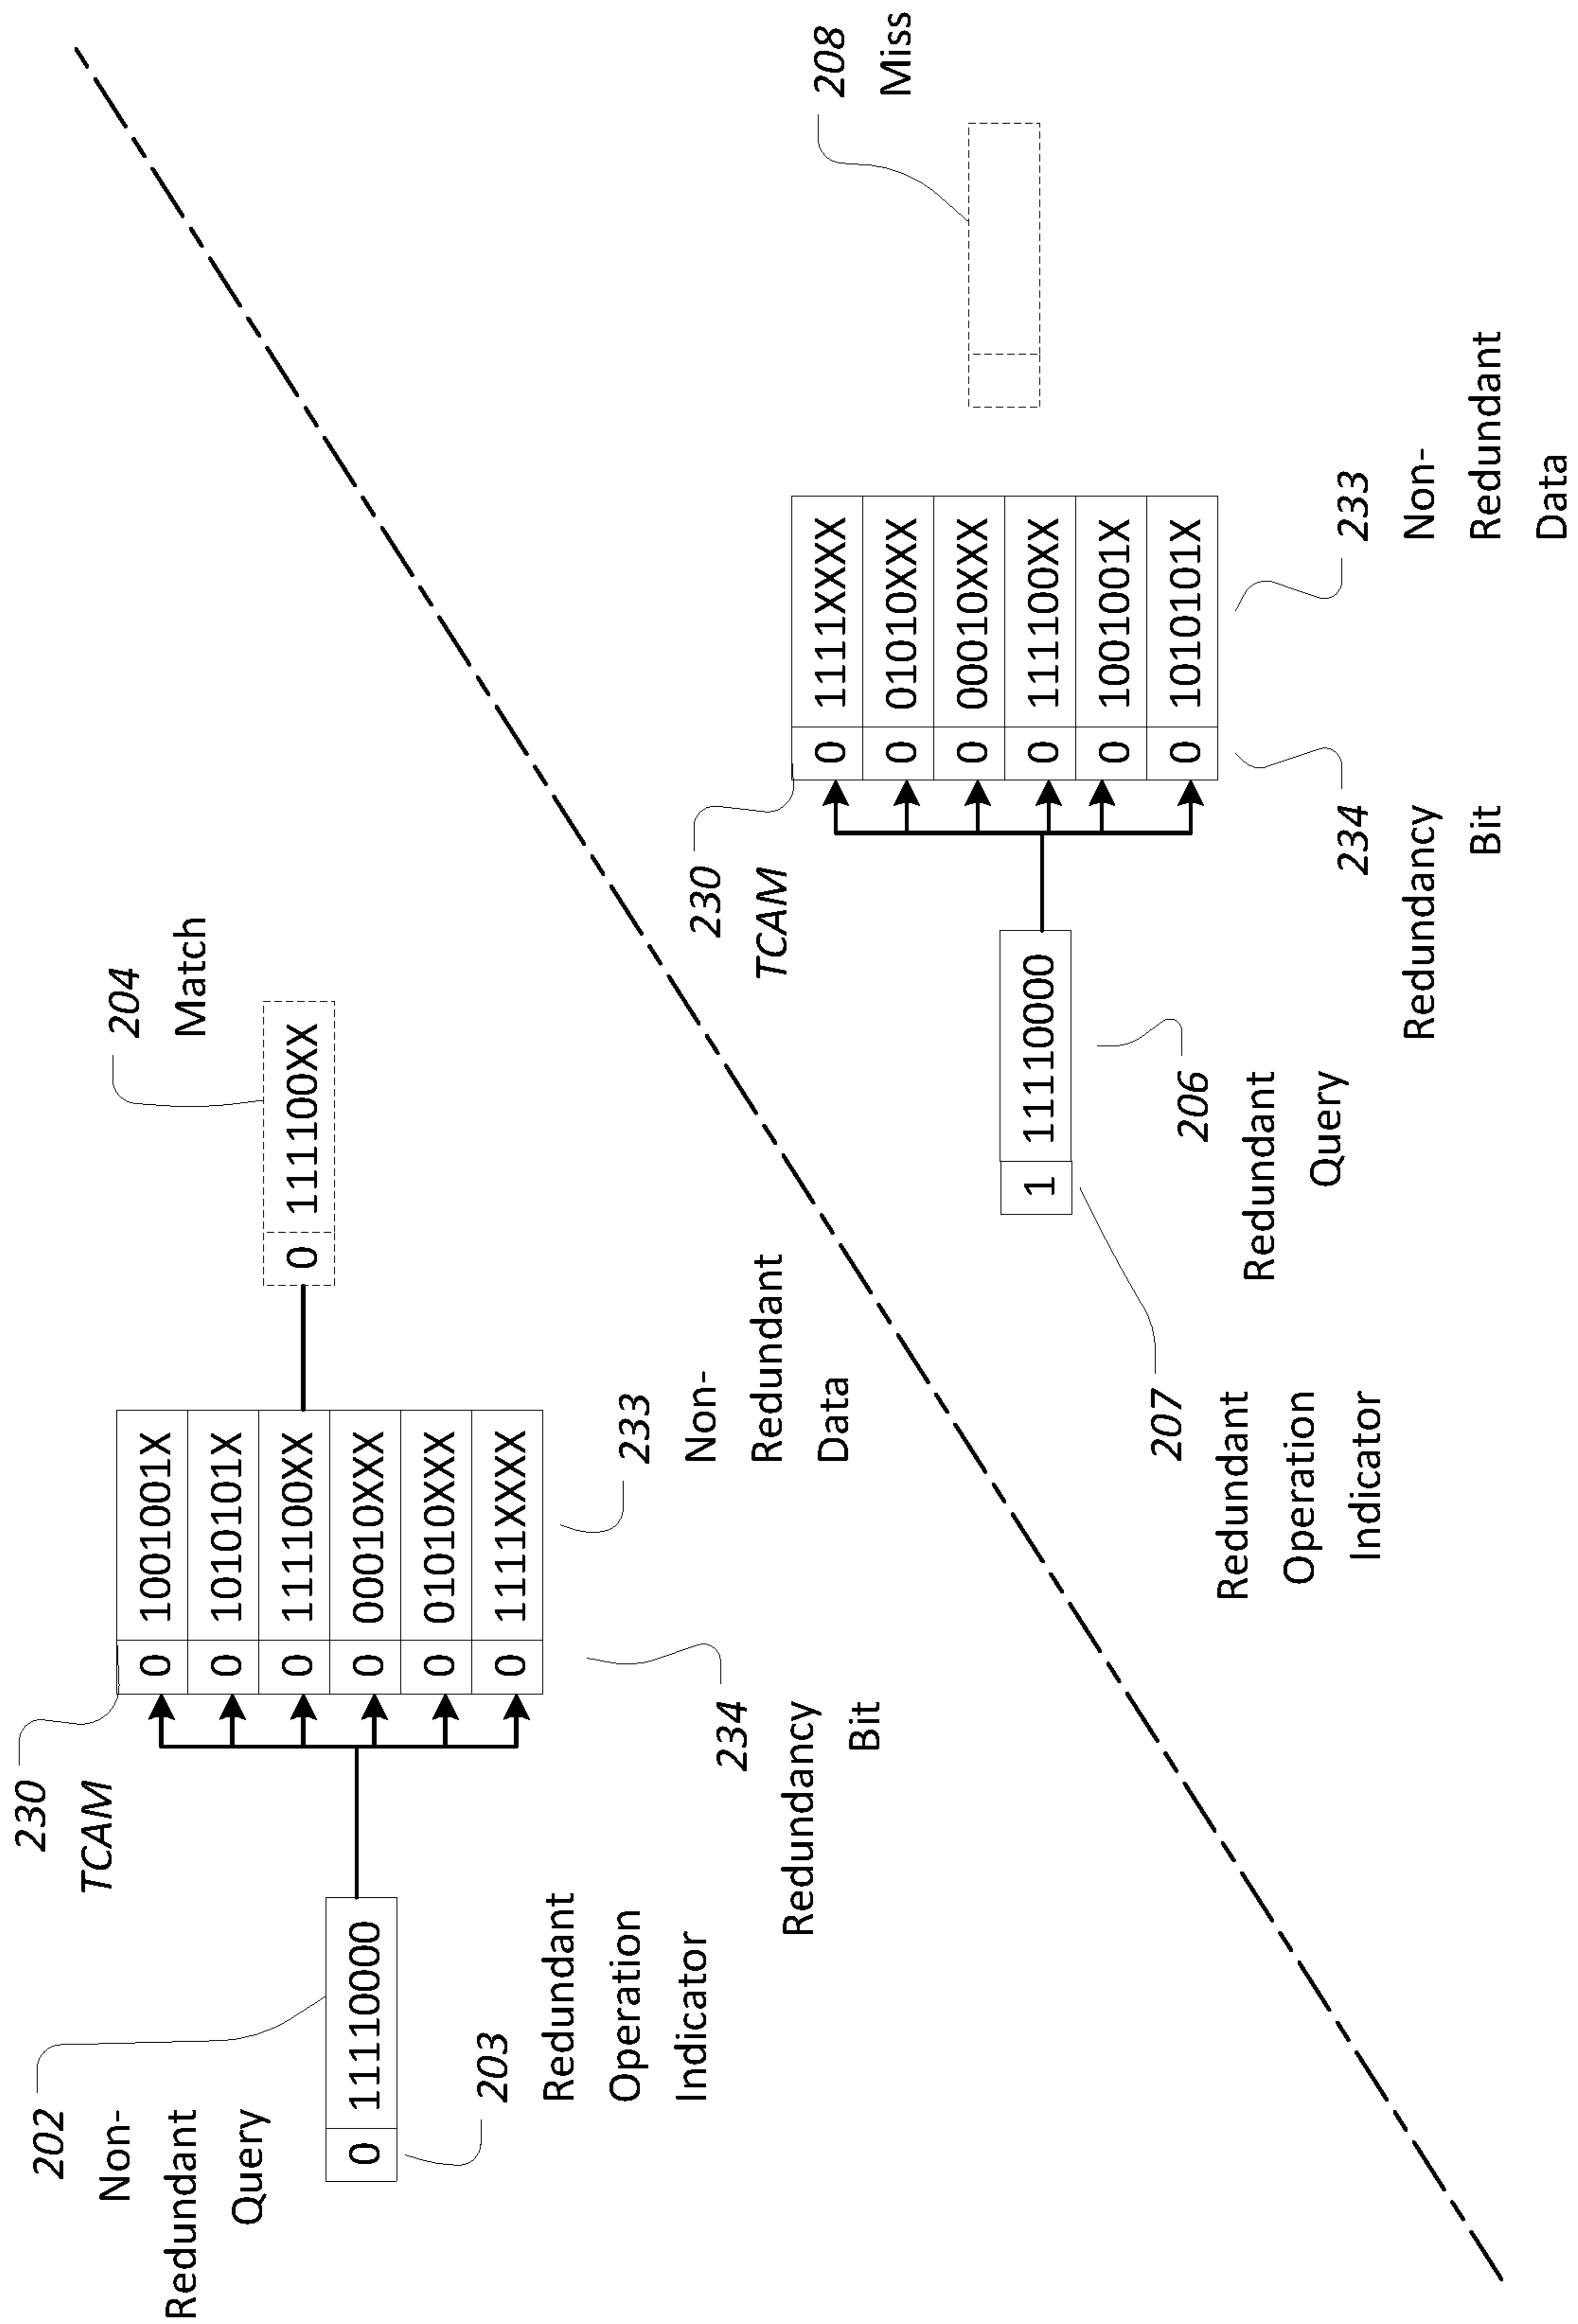 230
TCAM
202
Non-
Redundant
Query
204
Match
0 1001001X
0 1010101X
0 111100XX
0 00010XXX
0 01010XXX
0 1111XXXX
0 111100XX
0 11110000
203
Redundant
Operation
Indicator
234
Redundancy
Bit
233
Non-
Redundant
Data
230
TCAM
208
Miss
0 1111XXXX
0 01010XXX
0 00010XXX
0 111100XX
0 1001001X
0 1010101X
1 11110000
207
Redundant
Operation
Indicator
206
Redundant
Query
234
Redundancy
Bit
233
Non-
Redundant
Data